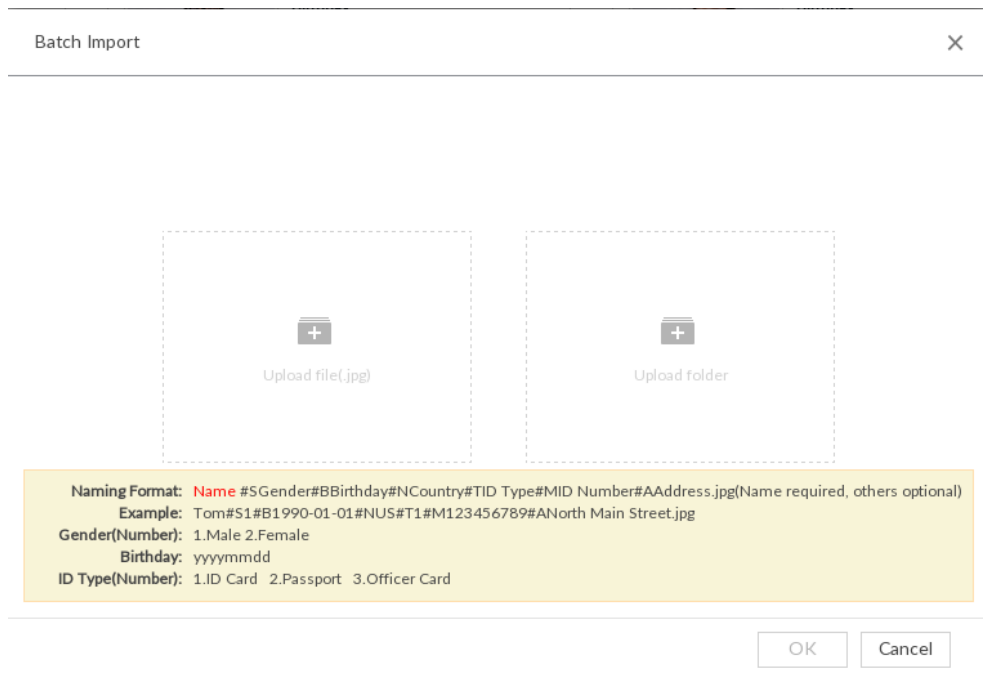 Batch Import
Upload file(.jpg)
Upload folder
Naming Format: Name #SGender#BBirthday#NCountry#TID Type#MID Number#AAddress.jpg(Name required, others optional)
Example: Tom#S1#B1990-01-01#NUS#T1#M123456789#ANorth Main Street.jpg
Gender(Number): 1.Male 2.Female
Birthday: yyyymmdd
ID Type(Number): 1.ID Card 2.Passport 3.Officer Card
OK
Cancel